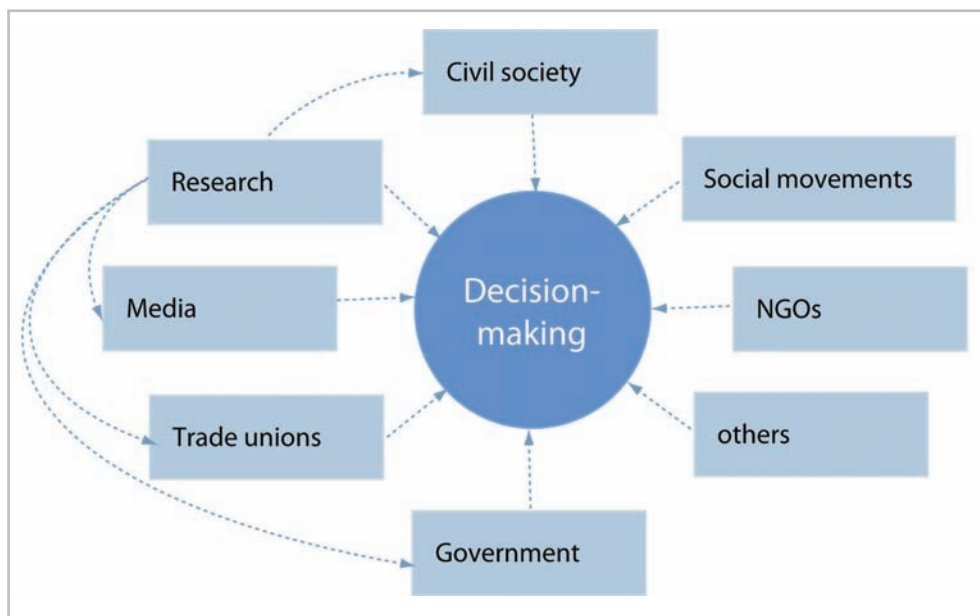 Civil society
Research
Social movements
Media
Decision-
making
NGOs
Trade unions
others
Government